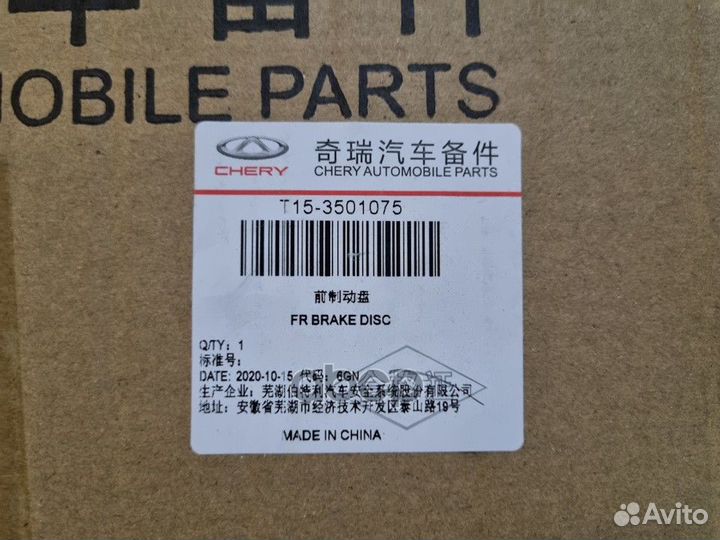 OBILE PARTS
CHERY
奇瑞汽车备件
CHERY AUTOMOBILE PARTS
T15-3501075
前制动盘
FR BRAKE DISC
Q/TY: 1
标准号:
DATE: 2020-10-15 代码: 6GN
生产企业: 芜湖伯特利汽车安全系统股份有限公司
地址: 安徽省芜湖市经济技术开发区泰山路19号
MADE IN CHINA
Avito